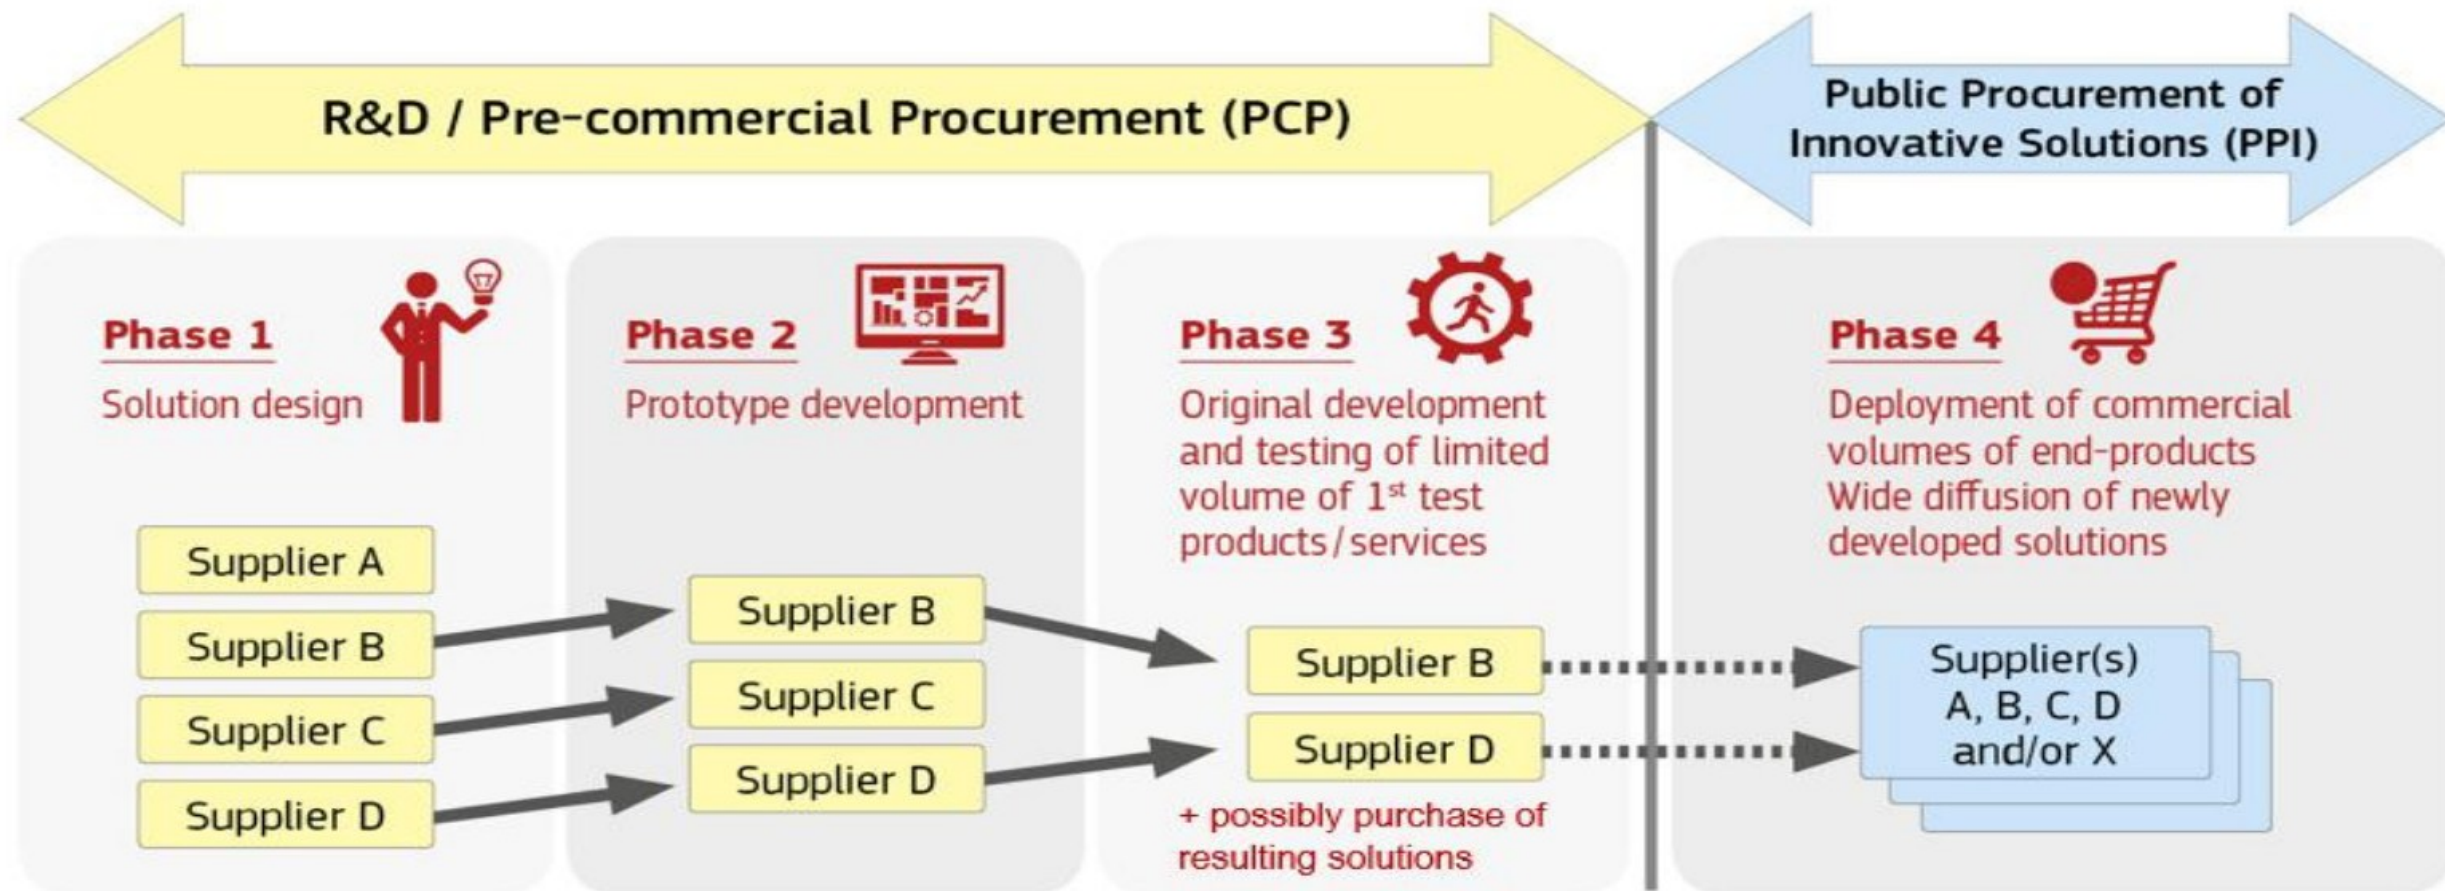 R&D / Pre-commercial Procurement (PCP)
Public Procurement of
Innovative Solutions (PPI)
Phase 1
Solution design
Supplier A
Supplier B
Supplier C
Supplier D
Phase 2
Prototype development
Supplier B
Supplier C
Supplier D
Phase 3
Original development
and testing of limited
volume of 1st test
products/services
Supplier B
Supplier D
+ possibly purchase of
resulting solutions
Phase 4
Deployment of commercial
volumes of end-products
Wide diffusion of newly
developed solutions
Supplier(s)
A, B, C, D
and/or X